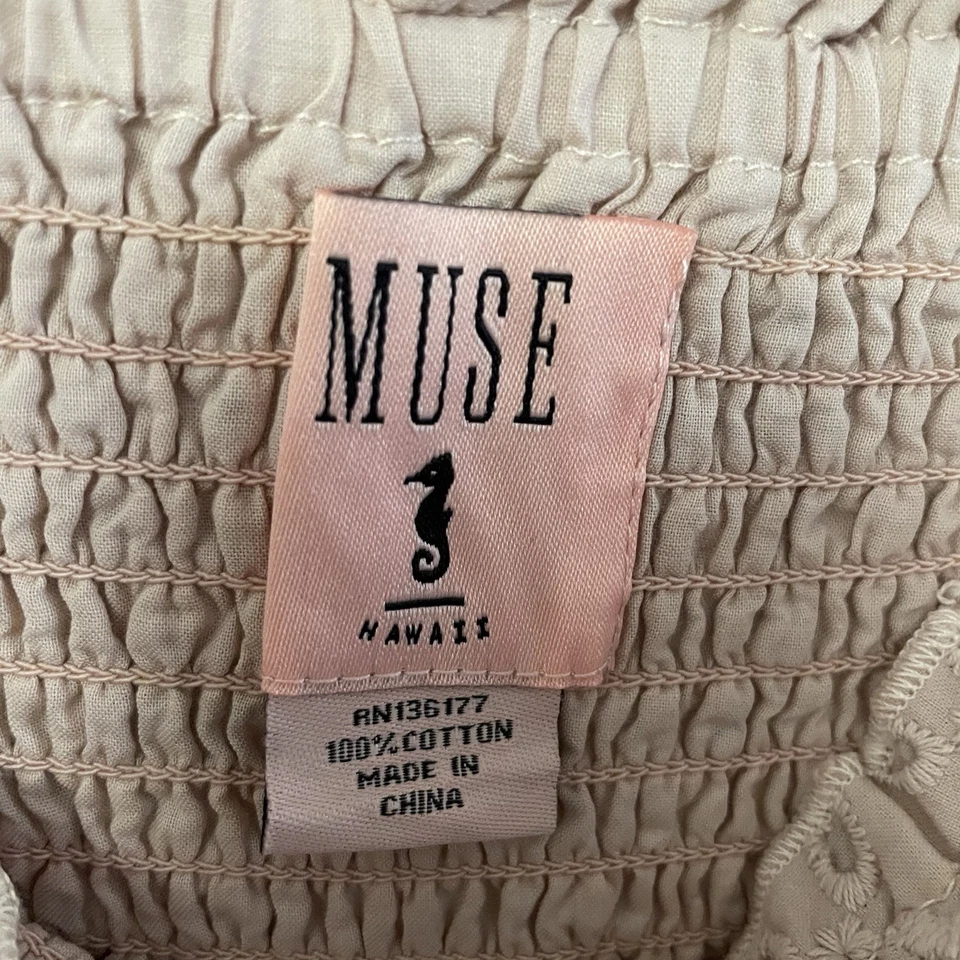 MUSE
HAWAII
RN136177
100%COTTON
MADE IN
CHINA